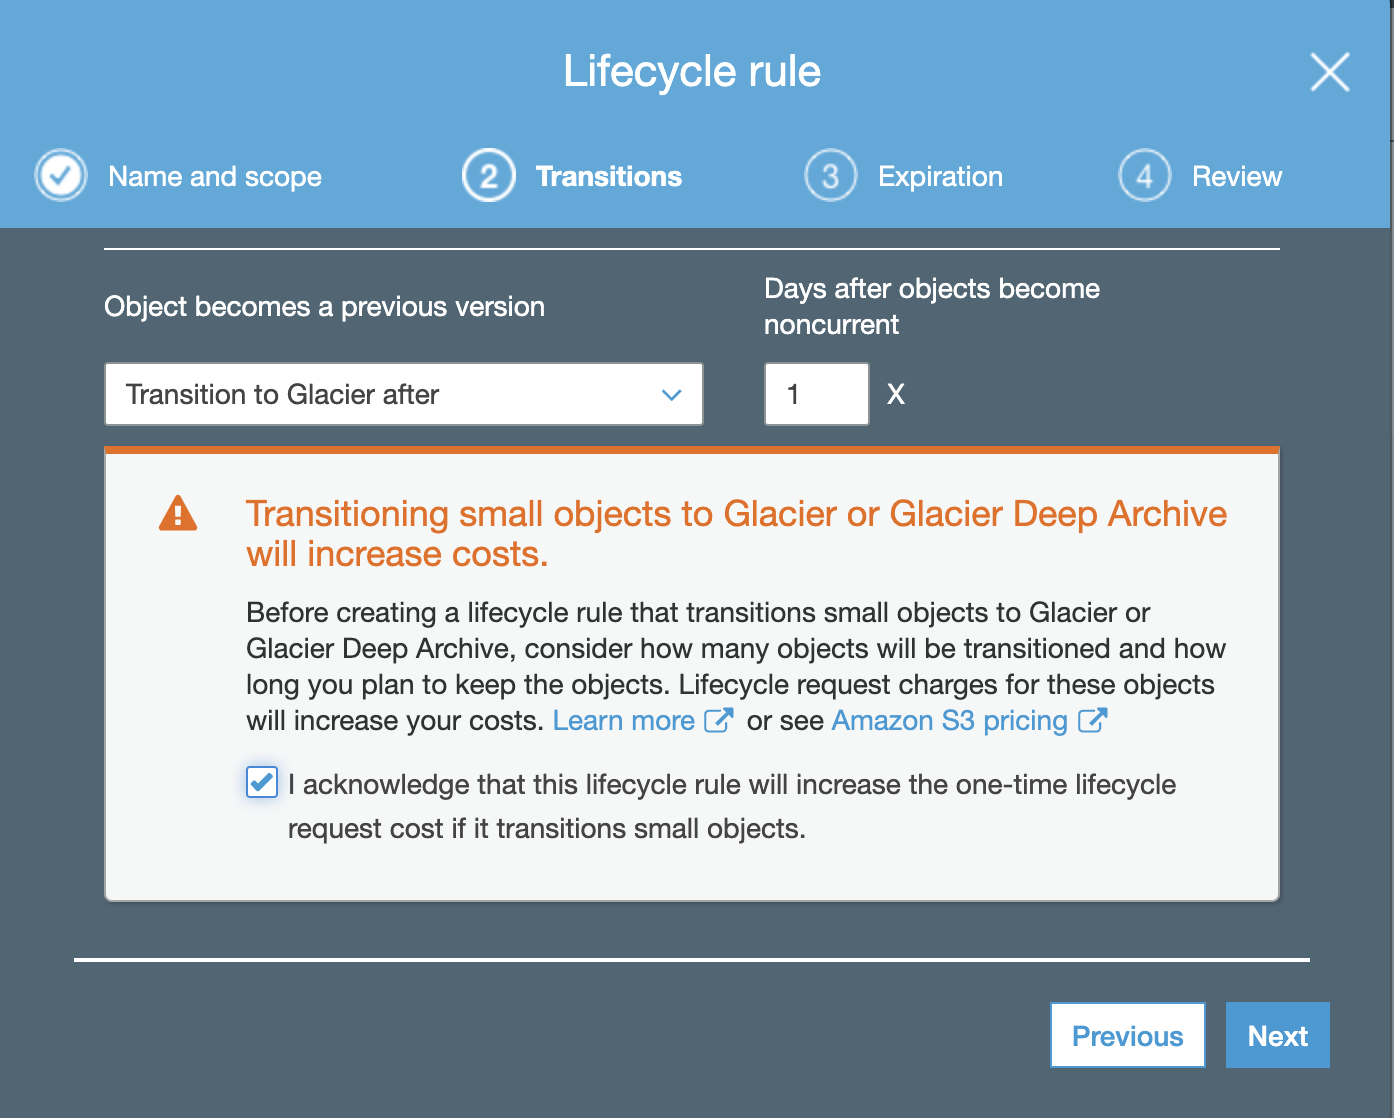 Lifecycle rule
Name and scope
2 Transitions
3 Expiration
4 Review
Object becomes a previous version
Days after objects become
noncurrent
Transition to Glacier after
1 X
Transitioning small objects to Glacier or Glacier Deep Archive
will increase costs.
Before creating a lifecycle rule that transitions small objects to Glacier or
Glacier Deep Archive, consider how many objects will be transitioned and how
long you plan to keep the objects. Lifecycle request charges for these objects
will increase your costs. Learn more or see Amazon S3 pricing
I acknowledge that this lifecycle rule will increase the one-time lifecycle
request cost if it transitions small objects.
Previous
Next